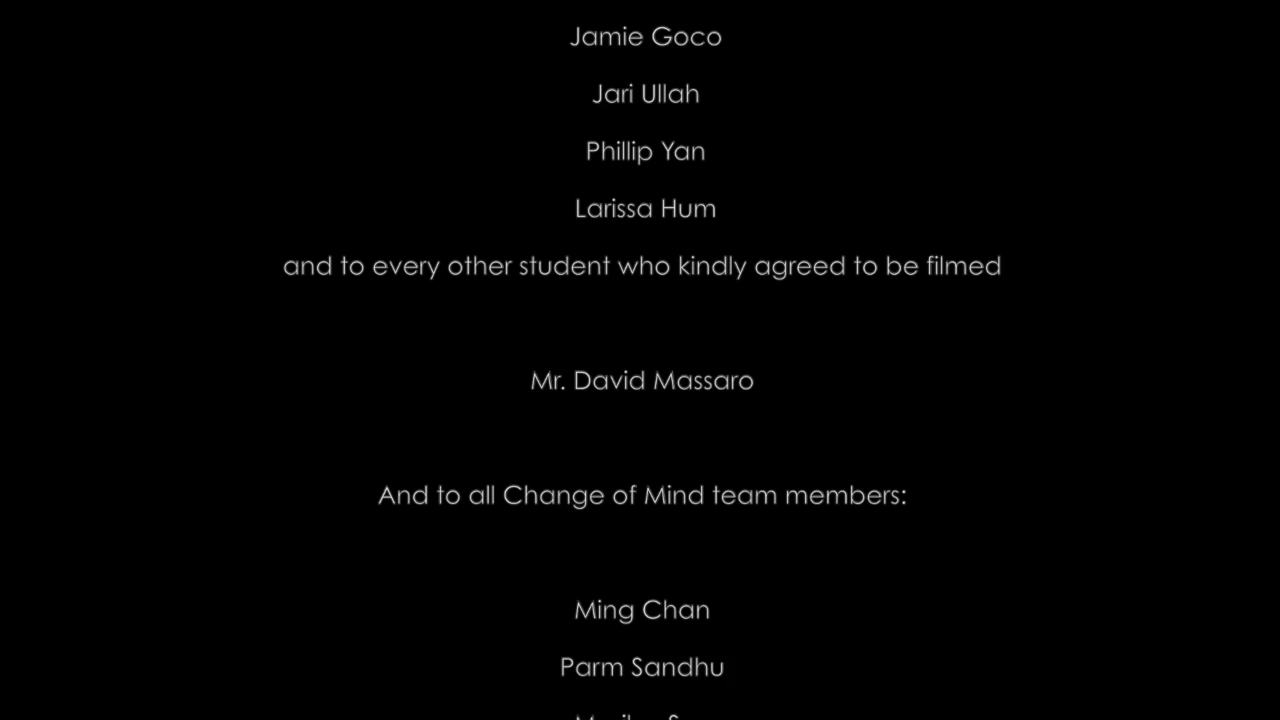 Jamie Goco
Jari Ullah
Phillip Yan
Larissa Hum
and to every other student who kindly agreed to be filmed
Mr. David Massaro
And to all Change of Mind team members:
Ming Chan
Parm Sandhu